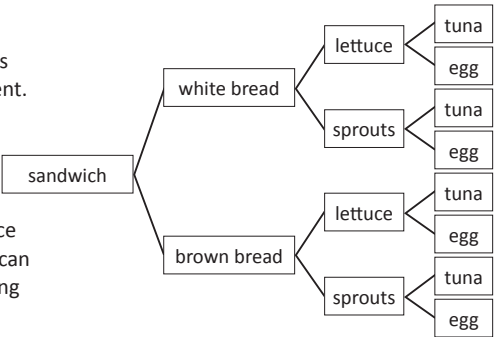 s
ent.
ce
can
ng
sandwich
white bread
brown bread
lettuce
sprouts
lettuce
sprouts
tuna
egg
tuna
egg
tuna
egg
tuna
egg